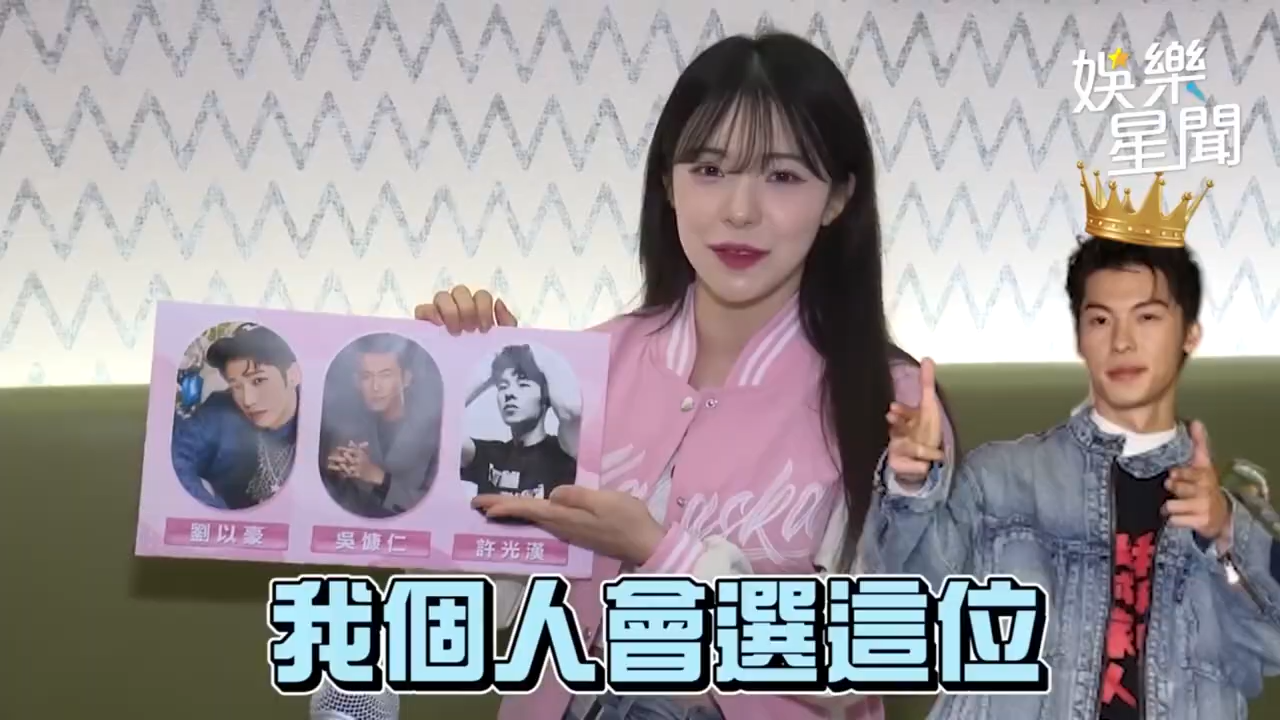 娛樂
星聞
劉以豪
吳慷仁
許光漢
我個人會選這位